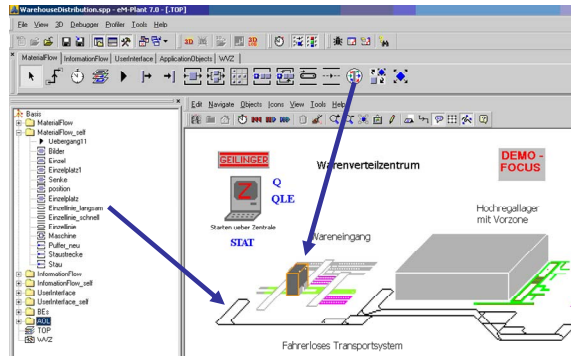 WarehouseDistribution.spp - eM-Plant 7.0 - [.TOP]
File View 3D Debugger Profiler Tools Help
MaterialFlow InformationFlow UserInterface ApplicationObjects WVZ
Edit Navigate Objects Icons View Tools Help
Basis
MaterialFlow
MaterialFlow_self
Uebergang11
Bilder
Einzel
Einzelplatz1
Senke
position
Einzelplatz
Einzellinie_langsam
Einzellinie_schnell
Einzellinie
Maschine
Puffer_neu
Staustrecke
Stau
InformationFlow
InfomationFlow_self
UserInterface
UserInterface_self
BEs
AÜL
TOP
WVZ
GEILINGER
Warenverteilzentrum
DEMO -
FOCUS
Z
Q
QLE
Starten ueber Zentrale
STAT
Wareneingang
Hochregallager
mit Vorzone
Fahrerloses Transportsystem